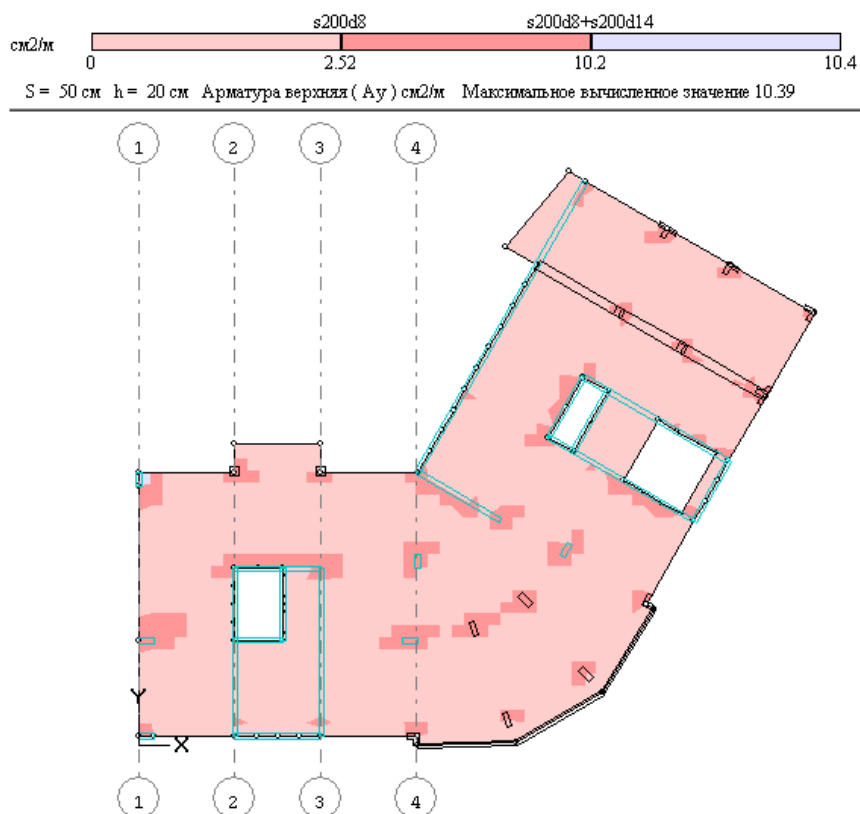 s200d8 s200d8+s200d14
см2/м
0 2.52 10.2 10.4
S = 50 см h = 20 см Арматура верхняя ( Ау ) см2/м Максимальное вычисленное значение 10.39
1 2 3 4
Y
X
1 2 3 4